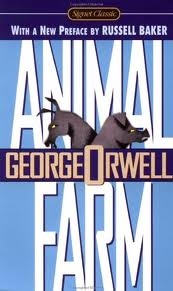 Signet Classic
WITH A NEW PREFACE BY RUSSELL BAKER
ANIMAL
GEORGE ORWELL
FARM